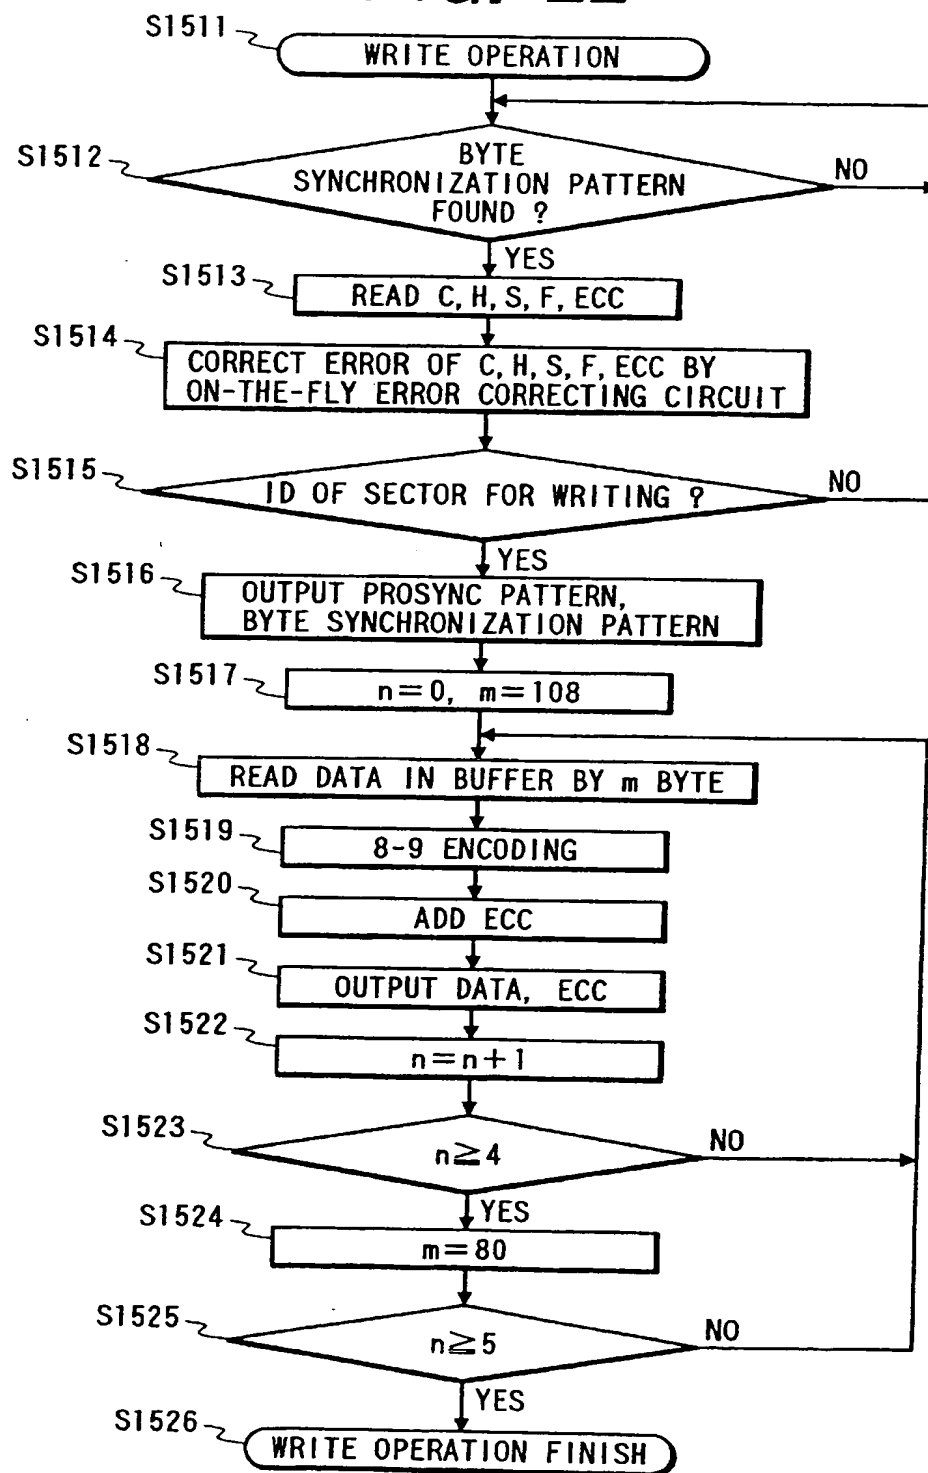 S1511
WRITE OPERATION
S1512
BYTE
SYNCHRONIZATION PATTERN
FOUND ?
NO
YES
S1513
READ C, H, S, F, ECC
S1514
CORRECT ERROR OF C, H, S, F, ECC BY
ON-THE-FLY ERROR CORRECTING CIRCUIT
S1515
ID OF SECTOR FOR WRITING ?
NO
YES
S1516
OUTPUT PROSYNC PATTERN,
BYTE SYNCHRONIZATION PATTERN
S1517
n=0, m=108
S1518
READ DATA IN BUFFER BY m BYTE
S1519
8-9 ENCODING
S1520
ADD ECC
S1521
OUTPUT DATA, ECC
S1522
n=n+1
S1523
n≧4
NO
YES
S1524
m=80
S1525
n≧5
NO
YES
S1526
WRITE OPERATION FINISH